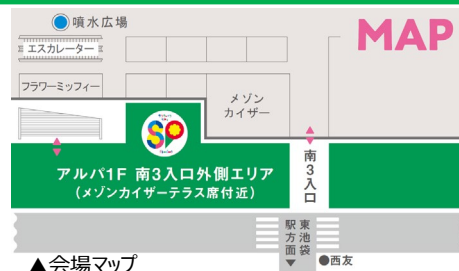 噴水広場
MAP
エスカレーター
フラワーミッフィー
メゾン
カイザー
SP
アルパ1F 南3入口外側エリア
(メゾンカイザーテラス席付近)
南3入口
東池袋
駅方面
▼
●西友
▲会場マップ